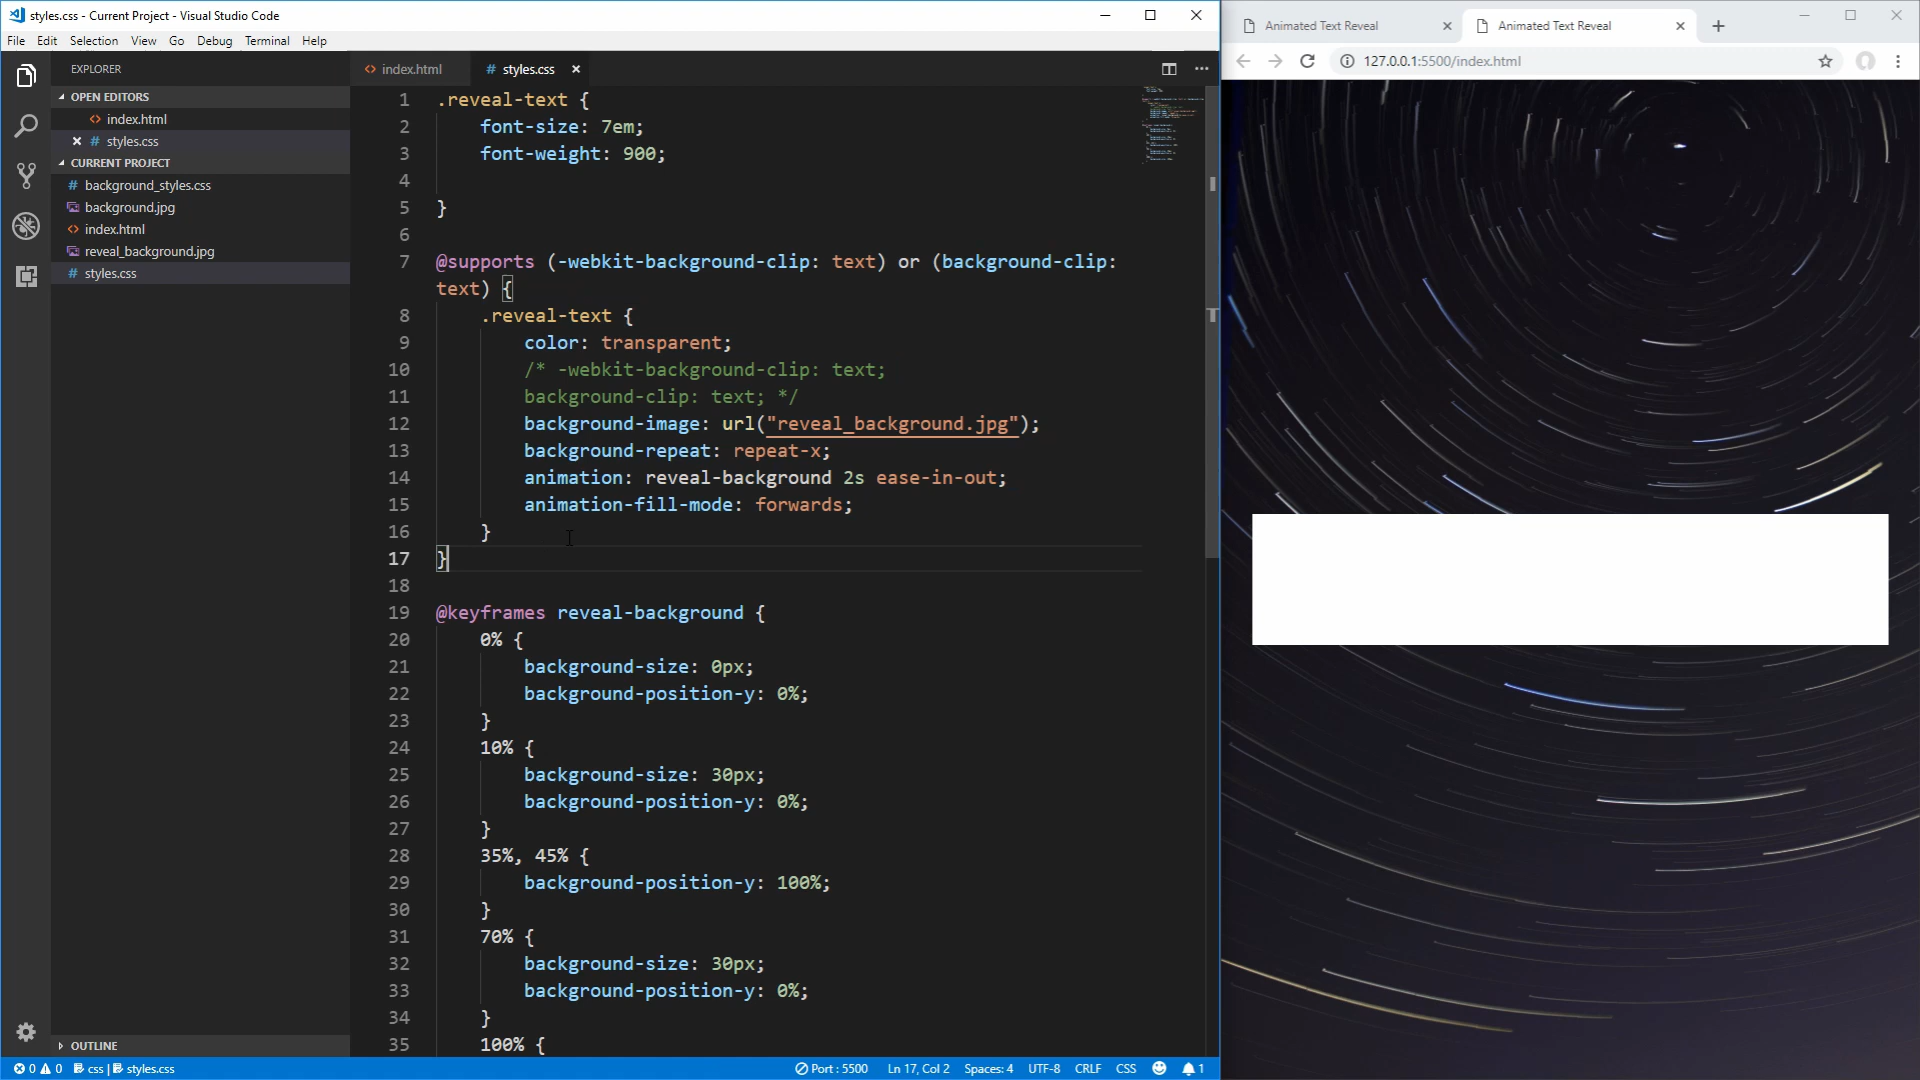 styles.css - Current Project - Visual Studio Code
File Edit Selection View Go Debug Terminal Help
EXPLORER
OPEN EDITORS
index.html
styles.css
CURRENT PROJECT
background_styles.css
background.jpg
index.html
reveal_background.jpg
styles.css
OUTLINE
index.html styles.css
1 .reveal-text {
2 font-size: 7em;
3 font-weight: 900;
4
5 }
6
7 @supports (-webkit-background-clip: text) or (background-clip:
text) {
8 .reveal-text {
9 color: transparent;
10 /* -webkit-background-clip: text;
11 background-clip: text; */
12 background-image: url("reveal_background.jpg");
13 background-repeat: repeat-x;
14 animation: reveal-background 2s ease-in-out;
15 animation-fill-mode: forwards;
16 }
17 }
18
19 @keyframes reveal-background {
20 0% {
21 background-size: 0px;
22 background-position-y: 0%;
23 }
24 10% {
25 background-size: 30px;
26 background-position-y: 0%;
27 }
28 35%, 45% {
29 background-position-y: 100%;
30 }
31 70% {
32 background-size: 30px;
33 background-position-y: 0%;
34 }
35 100% {
0 0 css | styles.css
Port : 5500 Ln 17, Col 2 Spaces: 4 UTF-8 CRLF CSS 1
Animated Text Reveal Animated Text Reveal
127.0.0.1:5500/index.html